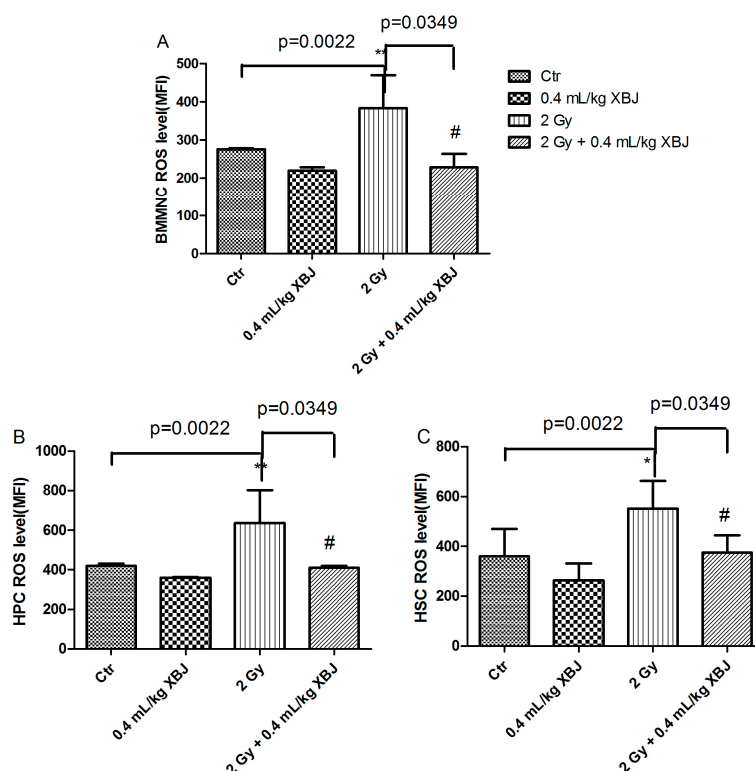 p=0.0349
A
p=0.0022
**
500
400
300
200
100
0
BMMNC ROS level(MFI)
#
Ctr
0.4 mL/kg XBJ
2 Gy
2 Gy + 0.4 mL/kg XBJ
Ctr
0.4 mL/kg XBJ
2 Gy
2 Gy + 0.4 mL/kg XBJ
B
p=0.0349
p=0.0022
**
1000
800
600
400
200
0
HPC ROS level(MFI)
#
Ctr
0.4 mL/kg XBJ
2 Gy
2 Gy + 0.4 mL/kg XBJ
C
p=0.0349
p=0.0022
*
800
600
400
200
0
HSC ROS level(MFI)
#
Ctr
0.4 mL/kg XBJ
2 Gy
2 Gy + 0.4 mL/kg XBJ